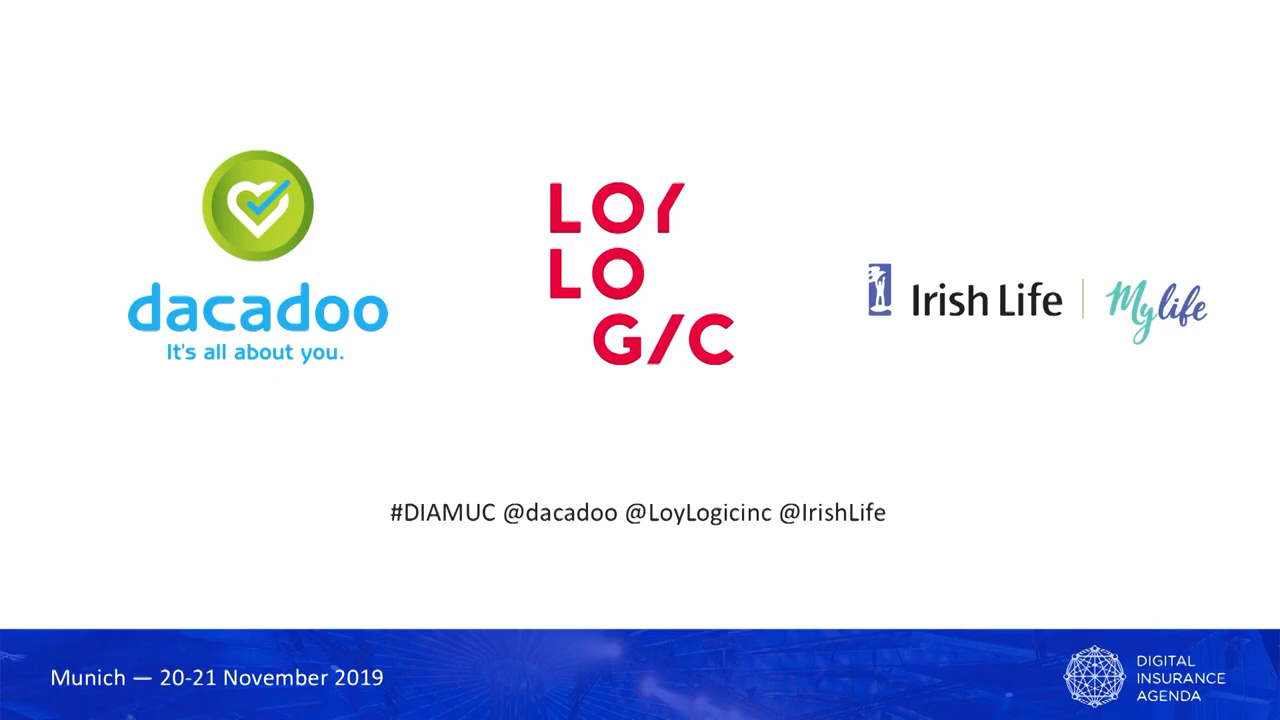 dacadoo
It's all about you.
LOY
LO
G/C
Irish Life
Mylife
#DIAMUC @dacadoo @LoyLogicinc @IrishLife
Munich — 20-21 November 2019
DIGITAL
INSURANCE
AGENDA